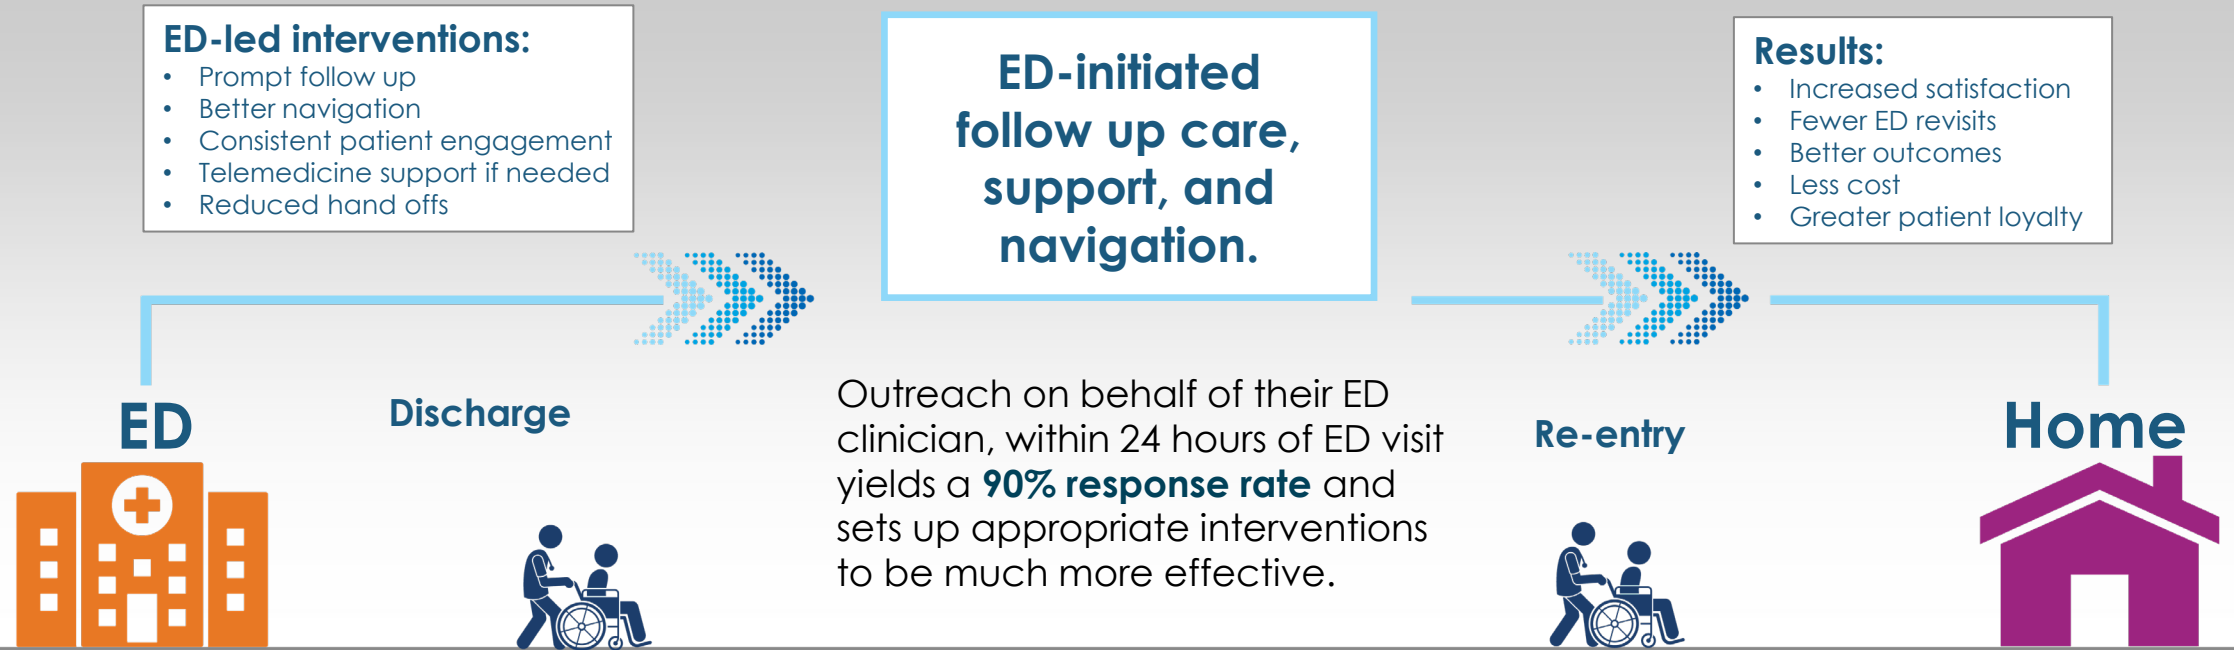 ED-led interventions:
• Prompt follow up
• Better navigation
• Consistent patient engagement
• Telemedicine support if needed
• Reduced hand offs
ED-initiated
follow up care,
support, and
navigation.
Results:
• Increased satisfaction
• Fewer ED revisits
• Better outcomes
• Less cost
• Greater patient loyalty
ED
Discharge
Outreach on behalf of their ED
clinician, within 24 hours of ED visit
yields a 90% response rate and
sets up appropriate interventions
to be much more effective.
Re-entry
Home